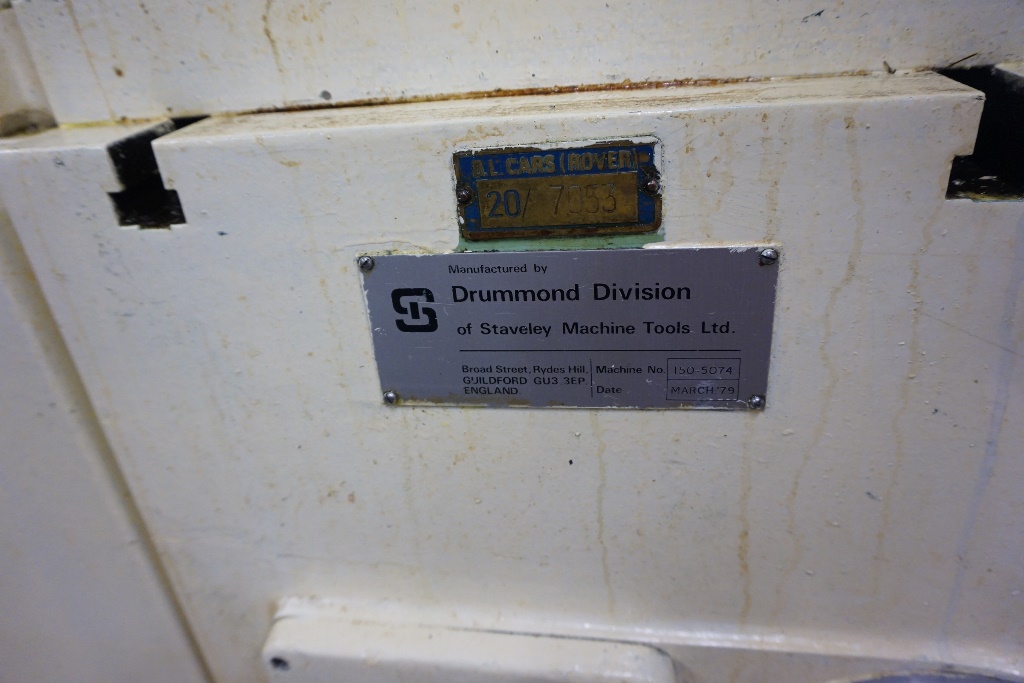 B.L. CARS (ROVER)
20/ 7053
Manufactured by
Drummond Division
of Staveley Machine Tools Ltd.
Broad Street, Rydes Hill,
GUILDFORD GU3 3EP.
ENGLAND.
Machine No. 150-5074
Date MARCH '79